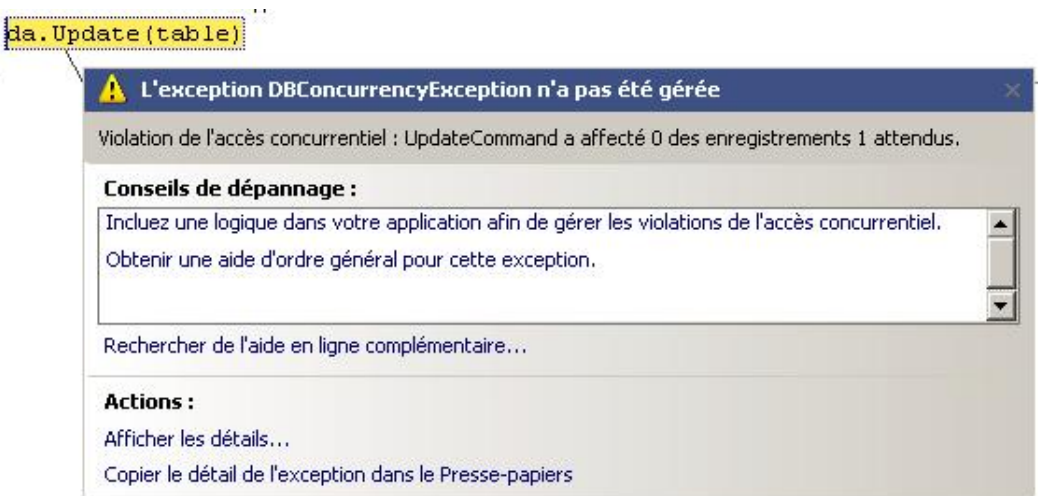 da.Update(table)
L'exception DBConcurrencyException n'a pas été gérée
Violation de l'accès concurrentiel : UpdateCommand a affecté 0 des enregistrements 1 attendus.
Conseils de dépannage :
Incluez une logique dans votre application afin de gérer les violations de l'accès concurrentiel.
Obtenir une aide d'ordre général pour cette exception.
Rechercher de l'aide en ligne complémentaire...
Actions :
Afficher les détails...
Copier le détail de l'exception dans le Presse-papiers